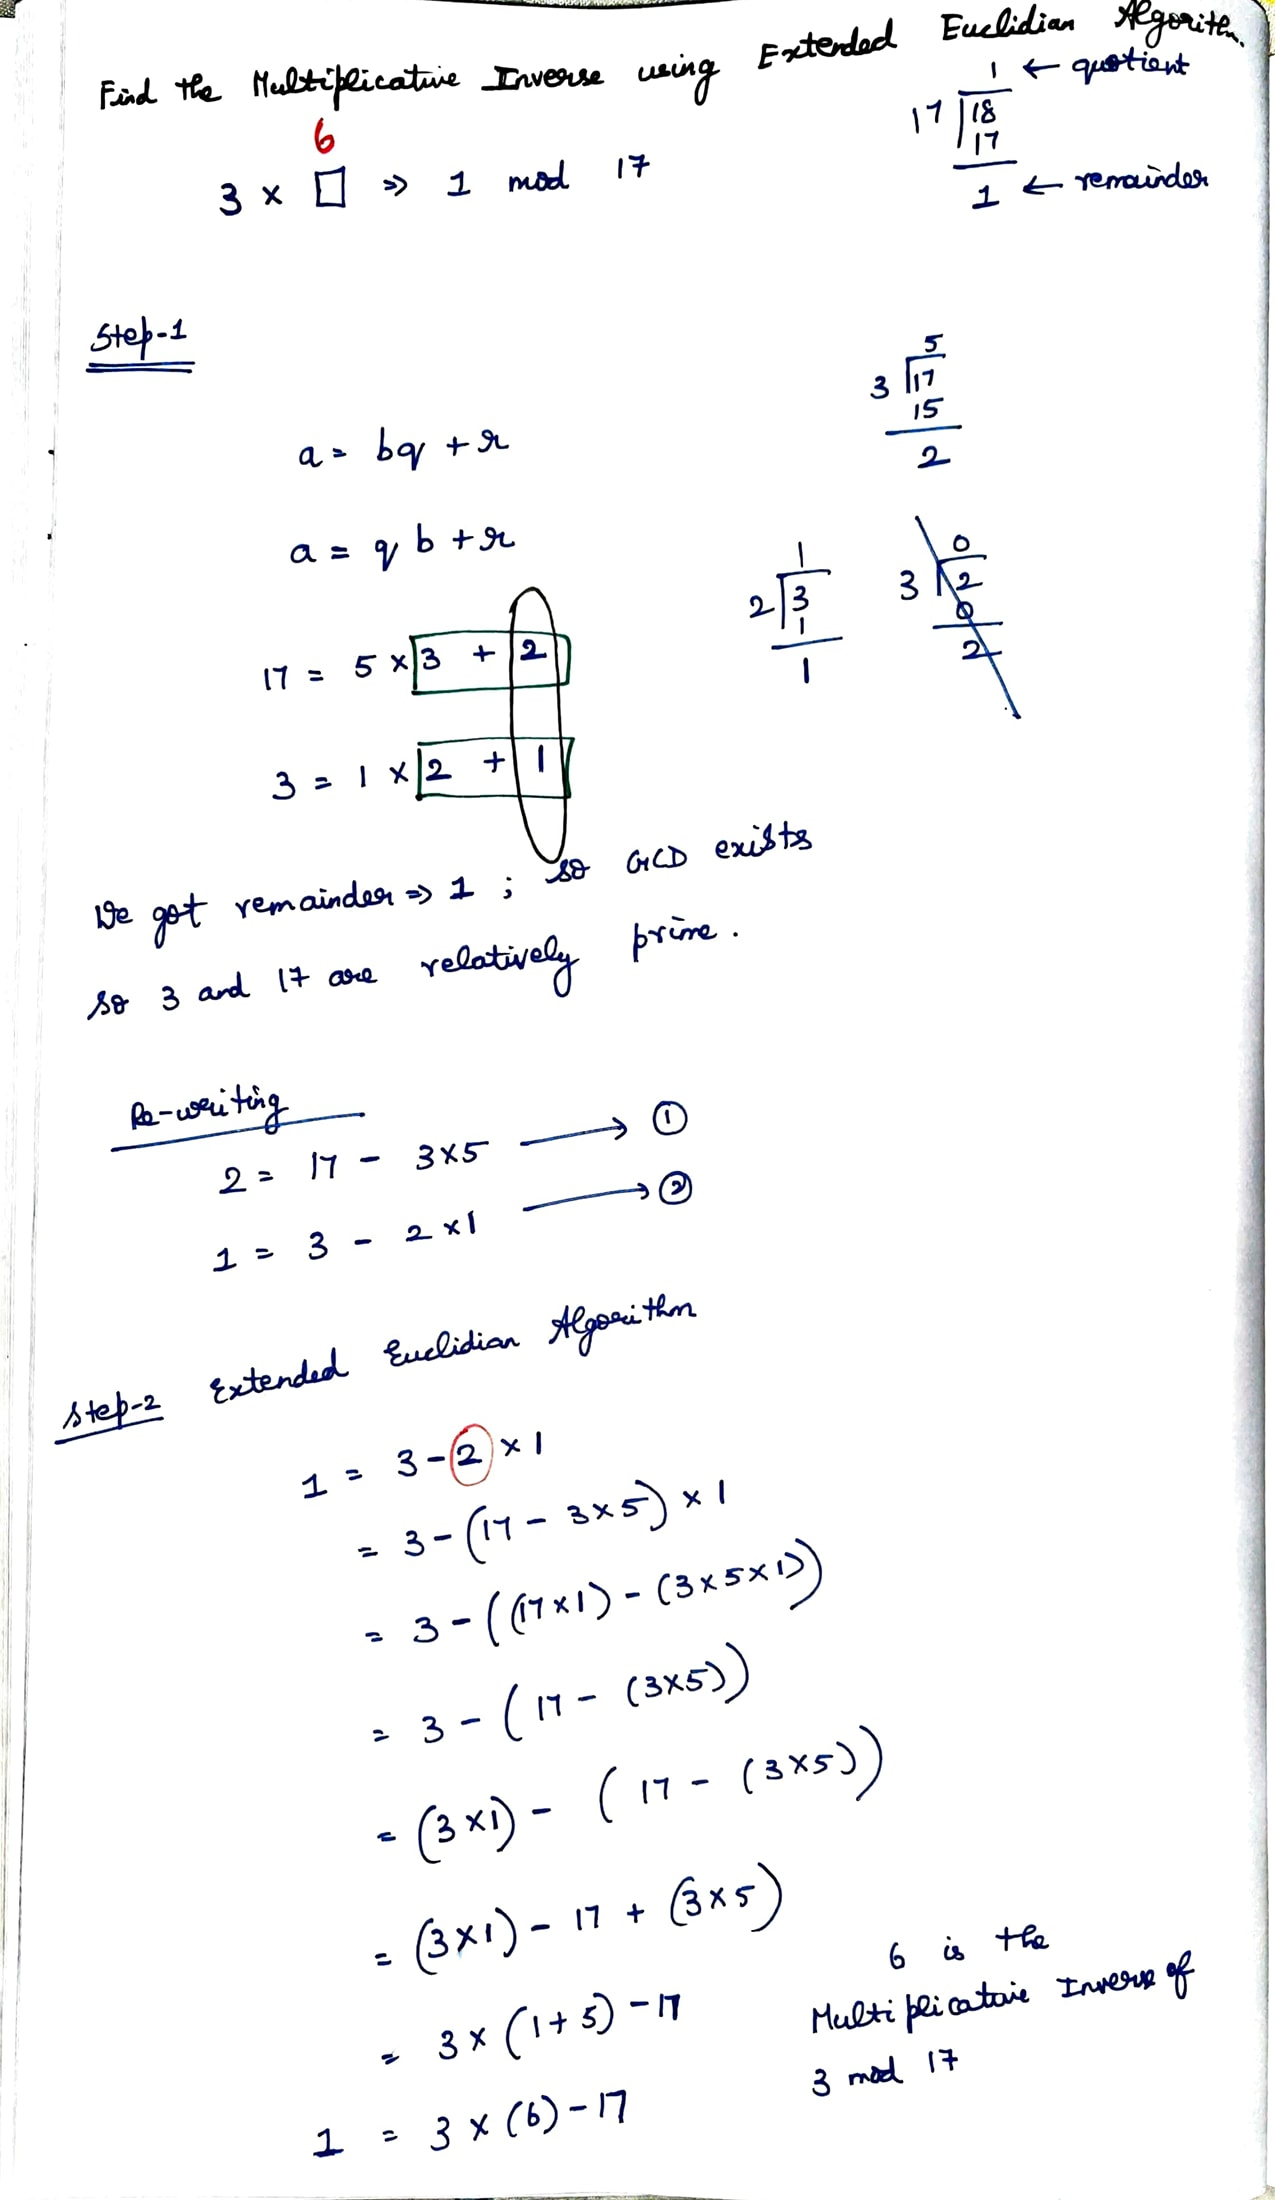 Find the Multiplicative Inverse using Extended Euclidian Algorithm.
6
3 × □ ⇒ 1 mod 17
1 ← quotient
17 18
17
1 ← remainder
Step-1
5
3 17
15
2
a = bq + r
a = q b + r
1
2 3
1
1
0
3 2
0
2
17 = 5 × 3 + 2
3 = 1 × 2 + 1
We got remainder ⇒ 1 ; so GCD exists
so 3 and 17 are relatively prime.
Re-writing
2 = 17 - 3×5 → ①
1 = 3 - 2×1 → ②
Step-2 Extended Euclidian Algorithm
1 = 3 - 2 × 1
= 3 - (17 - 3×5) × 1
= 3 - ((17×1) - (3×5×1))
= 3 - (17 - (3×5))
= (3×1) - (17 - (3×5))
= (3×1) - 17 + (3×5)
= 3 × (1+5) - 17
1 = 3 × (6) - 17
6 is the
Multiplicative Inverse of
3 mod 17